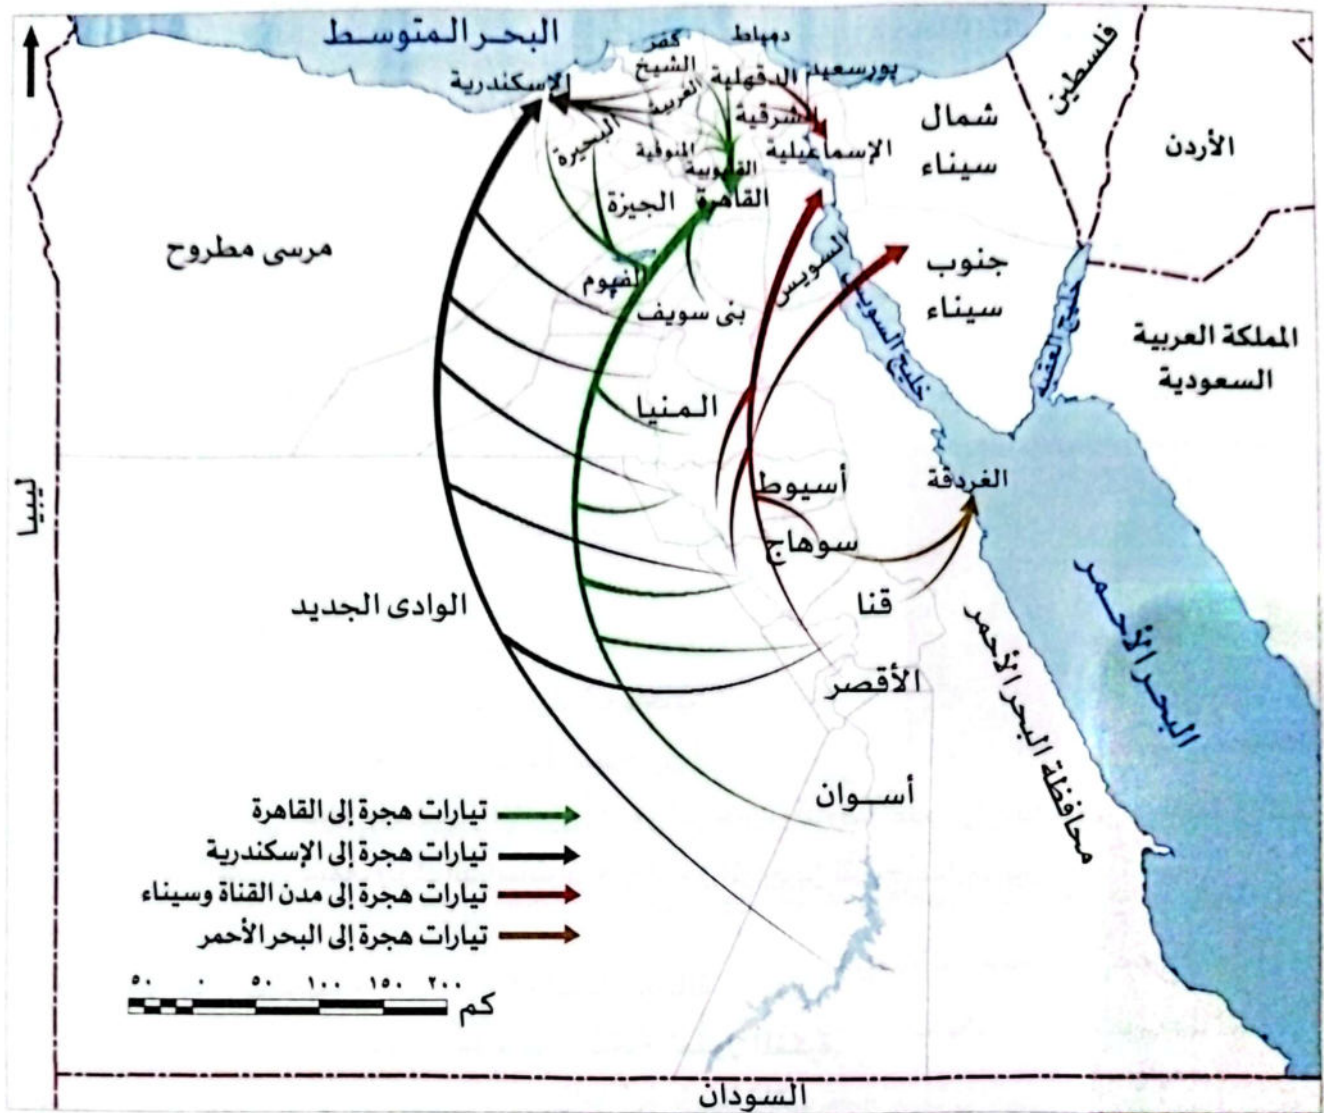 البحر المتوسط
دمياط
كفر
الشيخ
بورسعيد
الدقهلية
الإسكندرية
الغربية
الشرقية
البحيرة
المنوفية
الإسماعيلية
القليوبية
القاهرة
الجيزة
شمال
سيناء
فلسطين
الأردن
مرسى مطروح
السويس
جنوب
سيناء
الفيوم
بنى سويف
خليج السويس
خليج العقبة
المملكة العربية
السعودية
المنيا
أسيوط
الغردقة
ليبيا
سوهاج
قنا
الوادى الجديد
البحر الأحمر
محافظة البحر الأحمر
الأقصر
أسـوان
تيارات هجرة إلى القاهرة
تيارات هجرة إلى الإسكندرية
تيارات هجرة إلى مدن القناة وسيناء
تيارات هجرة إلى البحر الأحمر
٥٠ ٠ ٥٠ ١٠٠ ١٥٠ ٢٠٠
كم
السودان